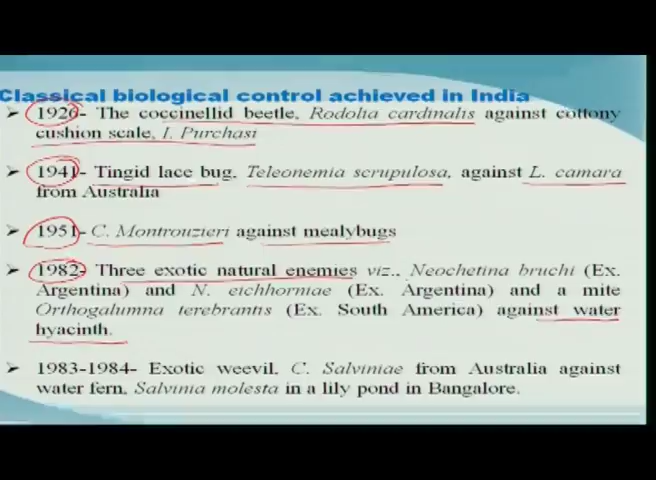 Classical biological control achieved in India
➢ 1926- The coccinellid beetle, Rodolia cardinalis against cottony
cushion scale, I. Purchasi
➢ 1941- Tingid lace bug, Teleonemia scrupulosa, against L. camara
from Australia
➢ 1951- C. Montrouzieri against mealybugs
➢ 1982- Three exotic natural enemies viz., Neochetina bruchi (Ex.
Argentina) and N. eichhorniae (Ex. Argentina) and a mite
Orthogalumna terebrantis (Ex. South America) against water
hyacinth.
➢ 1983-1984- Exotic weevil, C. Salviniae from Australia against
water fern, Salvinia molesta in a lily pond in Bangalore.